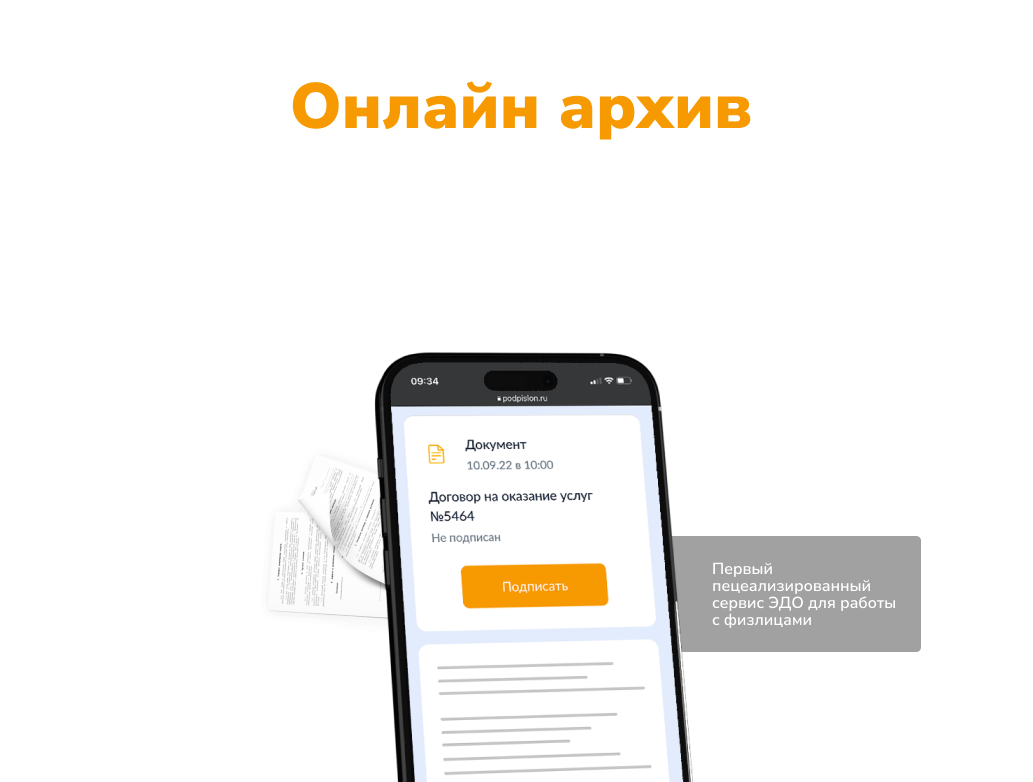 Онлайн архив
09:34
podpislon.ru
Документ
10.09.22 в 10:00
Договор на оказание услуг
№5464
Не подписан
Подписать
Первый
пецеализированный
сервис ЭДО для работы
с физлицами